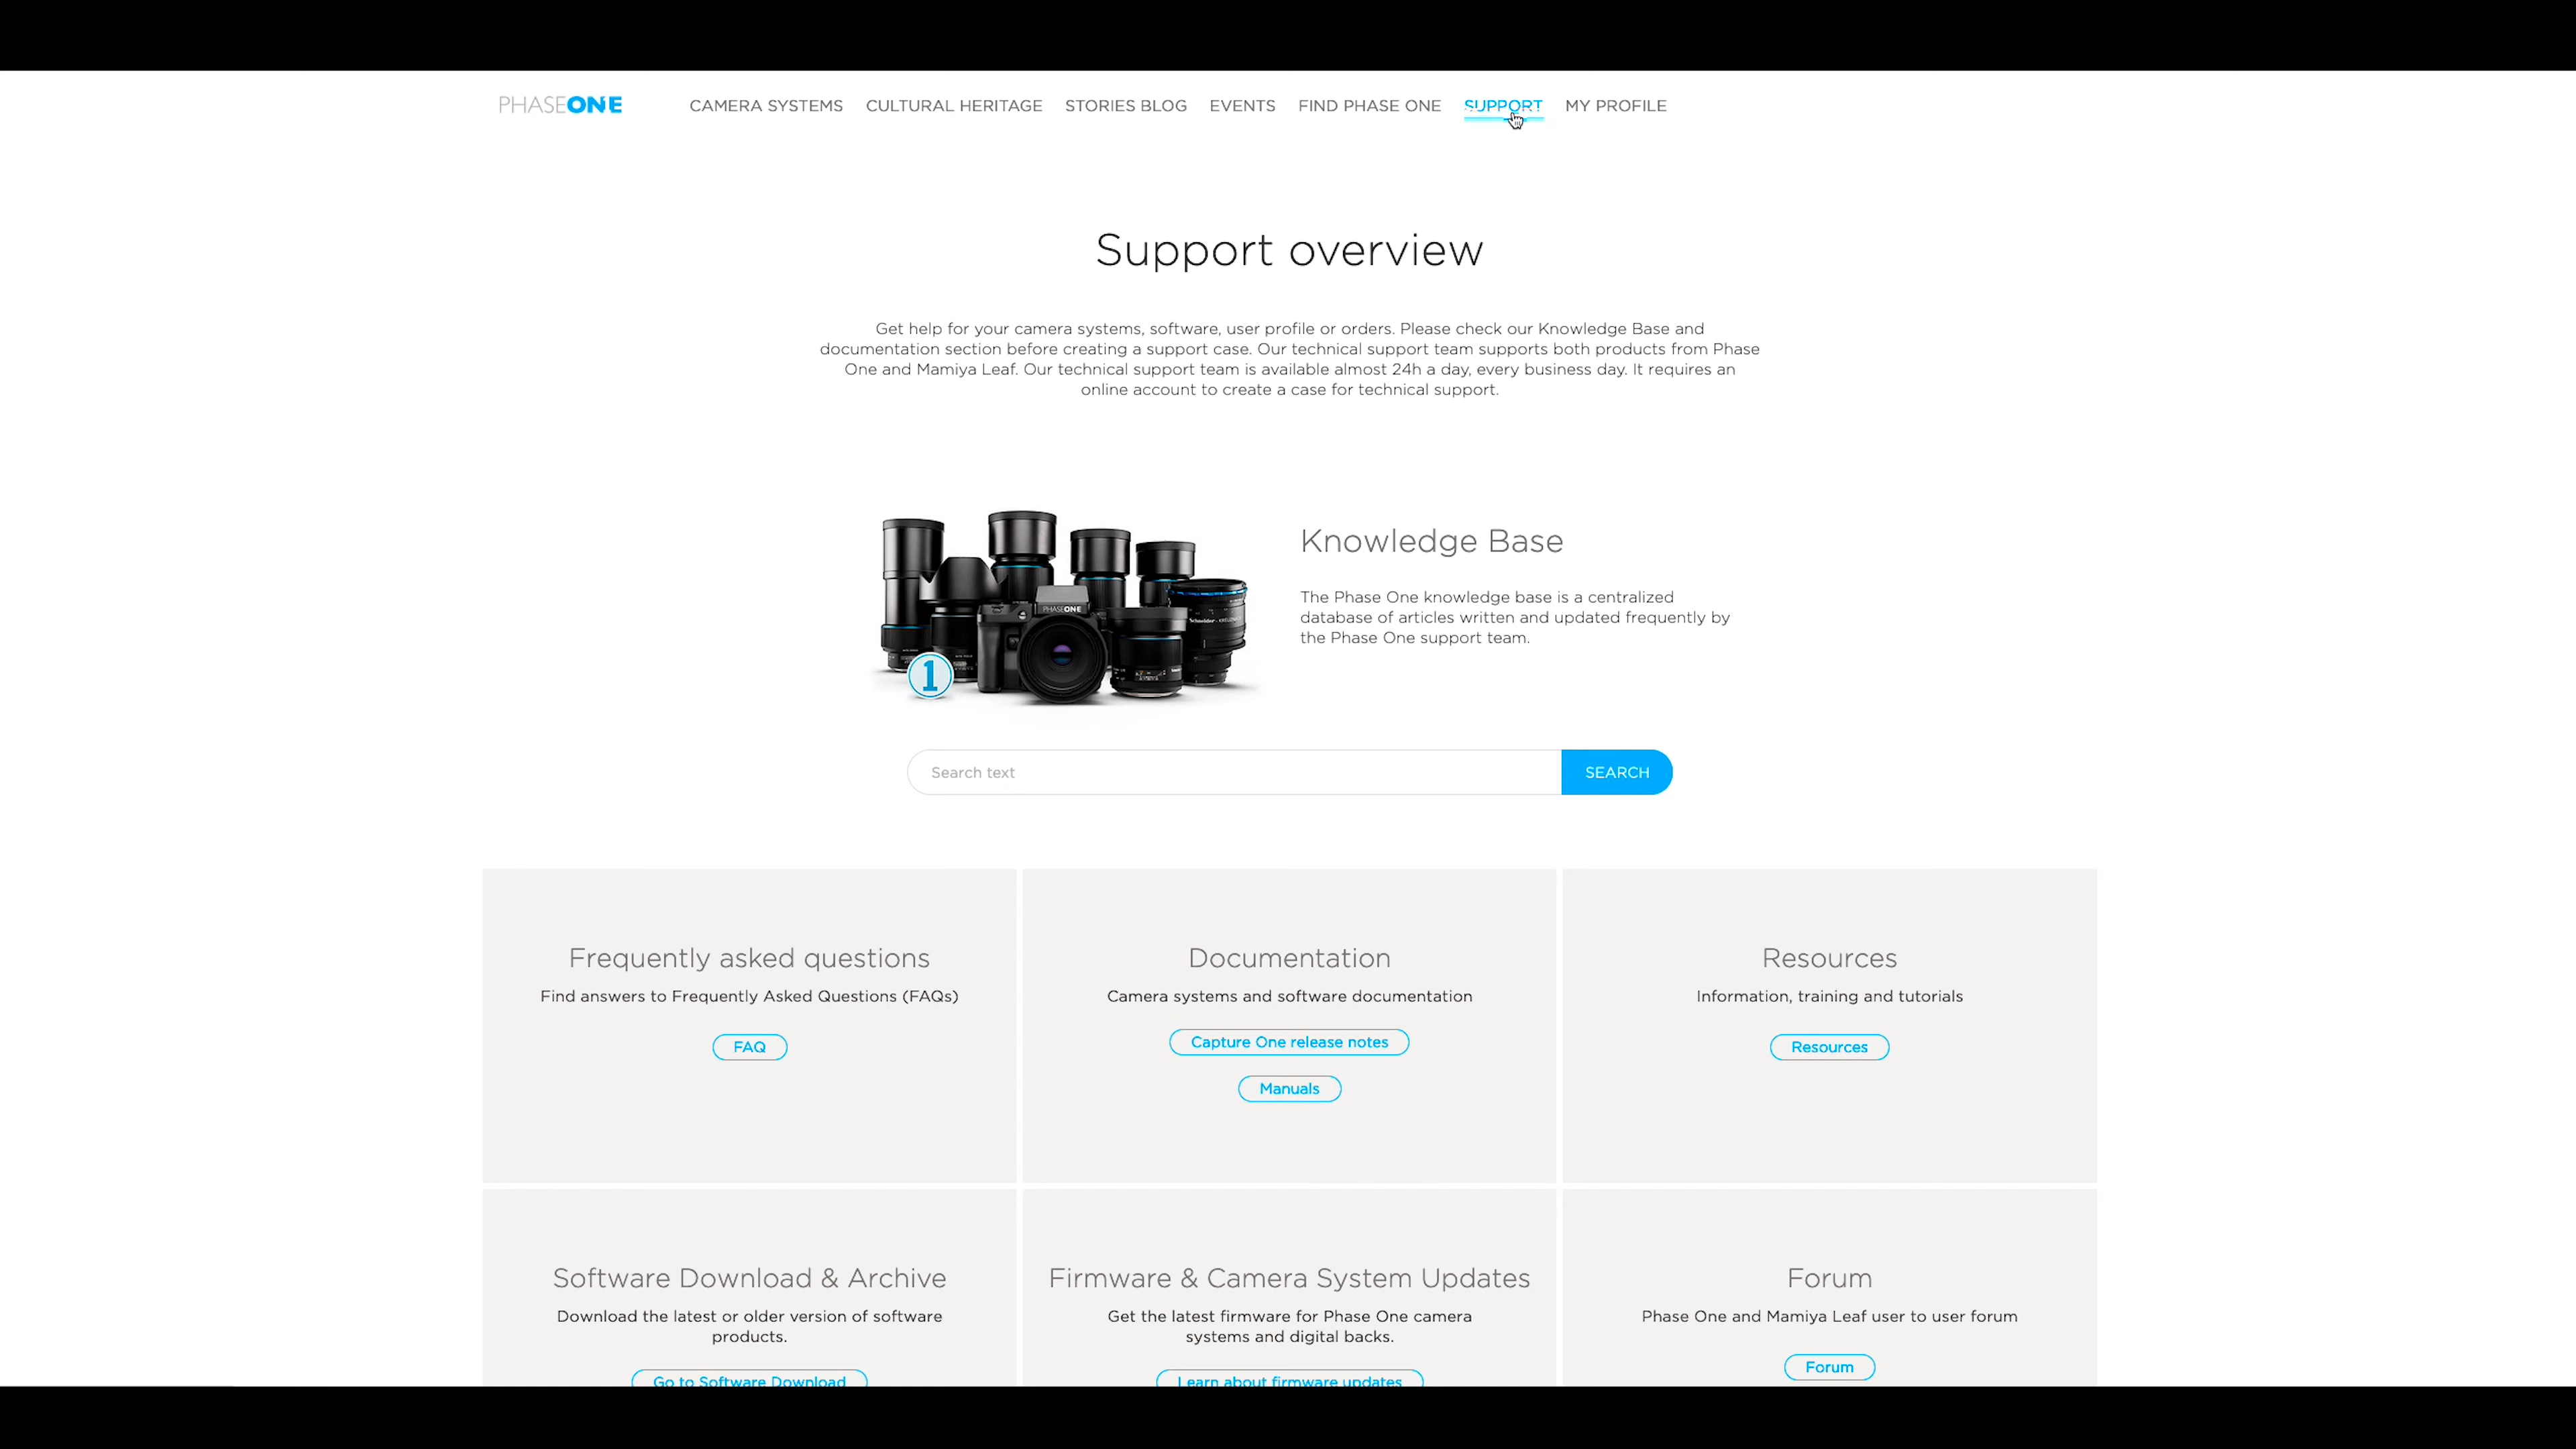 PHASEONE
CAMERA SYSTEMS CULTURAL HERITAGE STORIES BLOG EVENTS FIND PHASE ONE SUPPORT MY PROFILE
Support overview
Get help for your camera systems, software, user profile or orders. Please check our Knowledge Base and
documentation section before creating a support case. Our technical support team supports both products from Phase
One and Mamiya Leaf. Our technical support team is available almost 24h a day, every business day. It requires an
online account to create a case for technical support.
PHASEONE
1
Knowledge Base
The Phase One knowledge base is a centralized
database of articles written and updated frequently by
the Phase One support team.
Search text
SEARCH
Frequently asked questions
Find answers to Frequently Asked Questions (FAQs)
FAQ
Documentation
Camera systems and software documentation
Capture One release notes
Manuals
Resources
Information, training and tutorials
Resources
Software Download & Archive
Download the latest or older version of software
products.
Go to Software Download
Firmware & Camera System Updates
Get the latest firmware for Phase One camera
systems and digital backs.
Learn about firmware updates
Forum
Phase One and Mamiya Leaf user to user forum
Forum